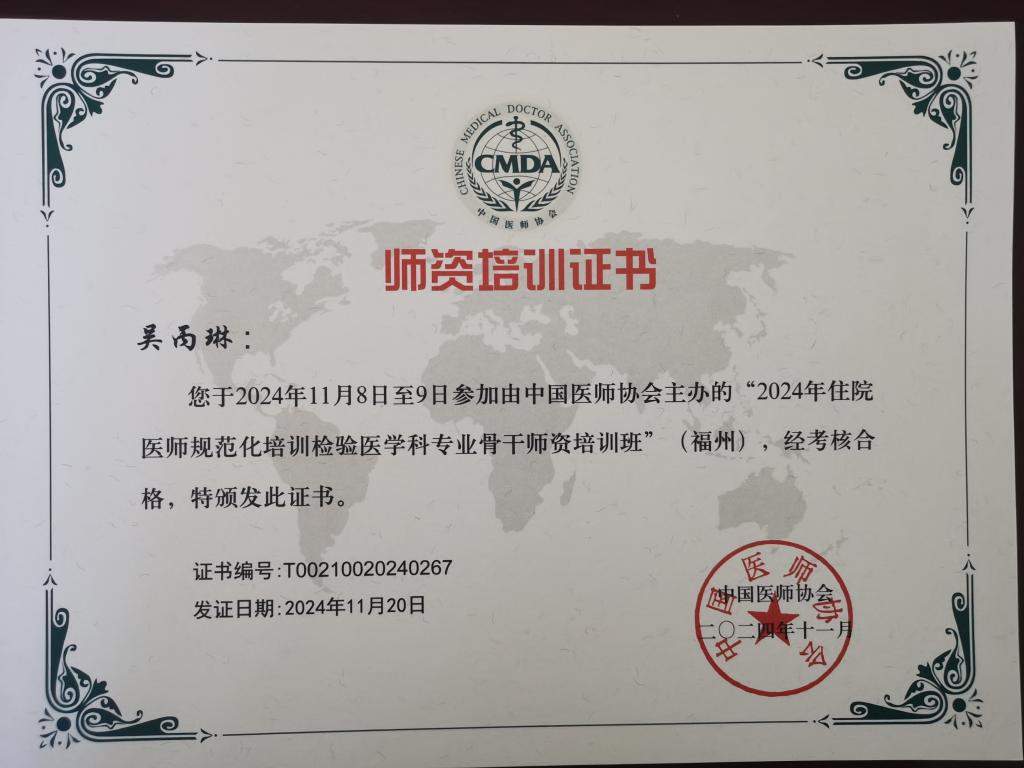 CHINESE MEDICAL DOCTOR ASSOCIATION
CMDA
中国医师协会
师资培训证书
吴丙琳：
您于2024年11月8日至9日参加由中国医师协会主办的“2024年住院
医师规范化培训检验医学科专业骨干师资培训班”（福州），经考核合
格，特颁发此证书。
证书编号:T00210020240267
发证日期:2024年11月20日
中国医师协会
二〇二四年十一月
中国医师协会